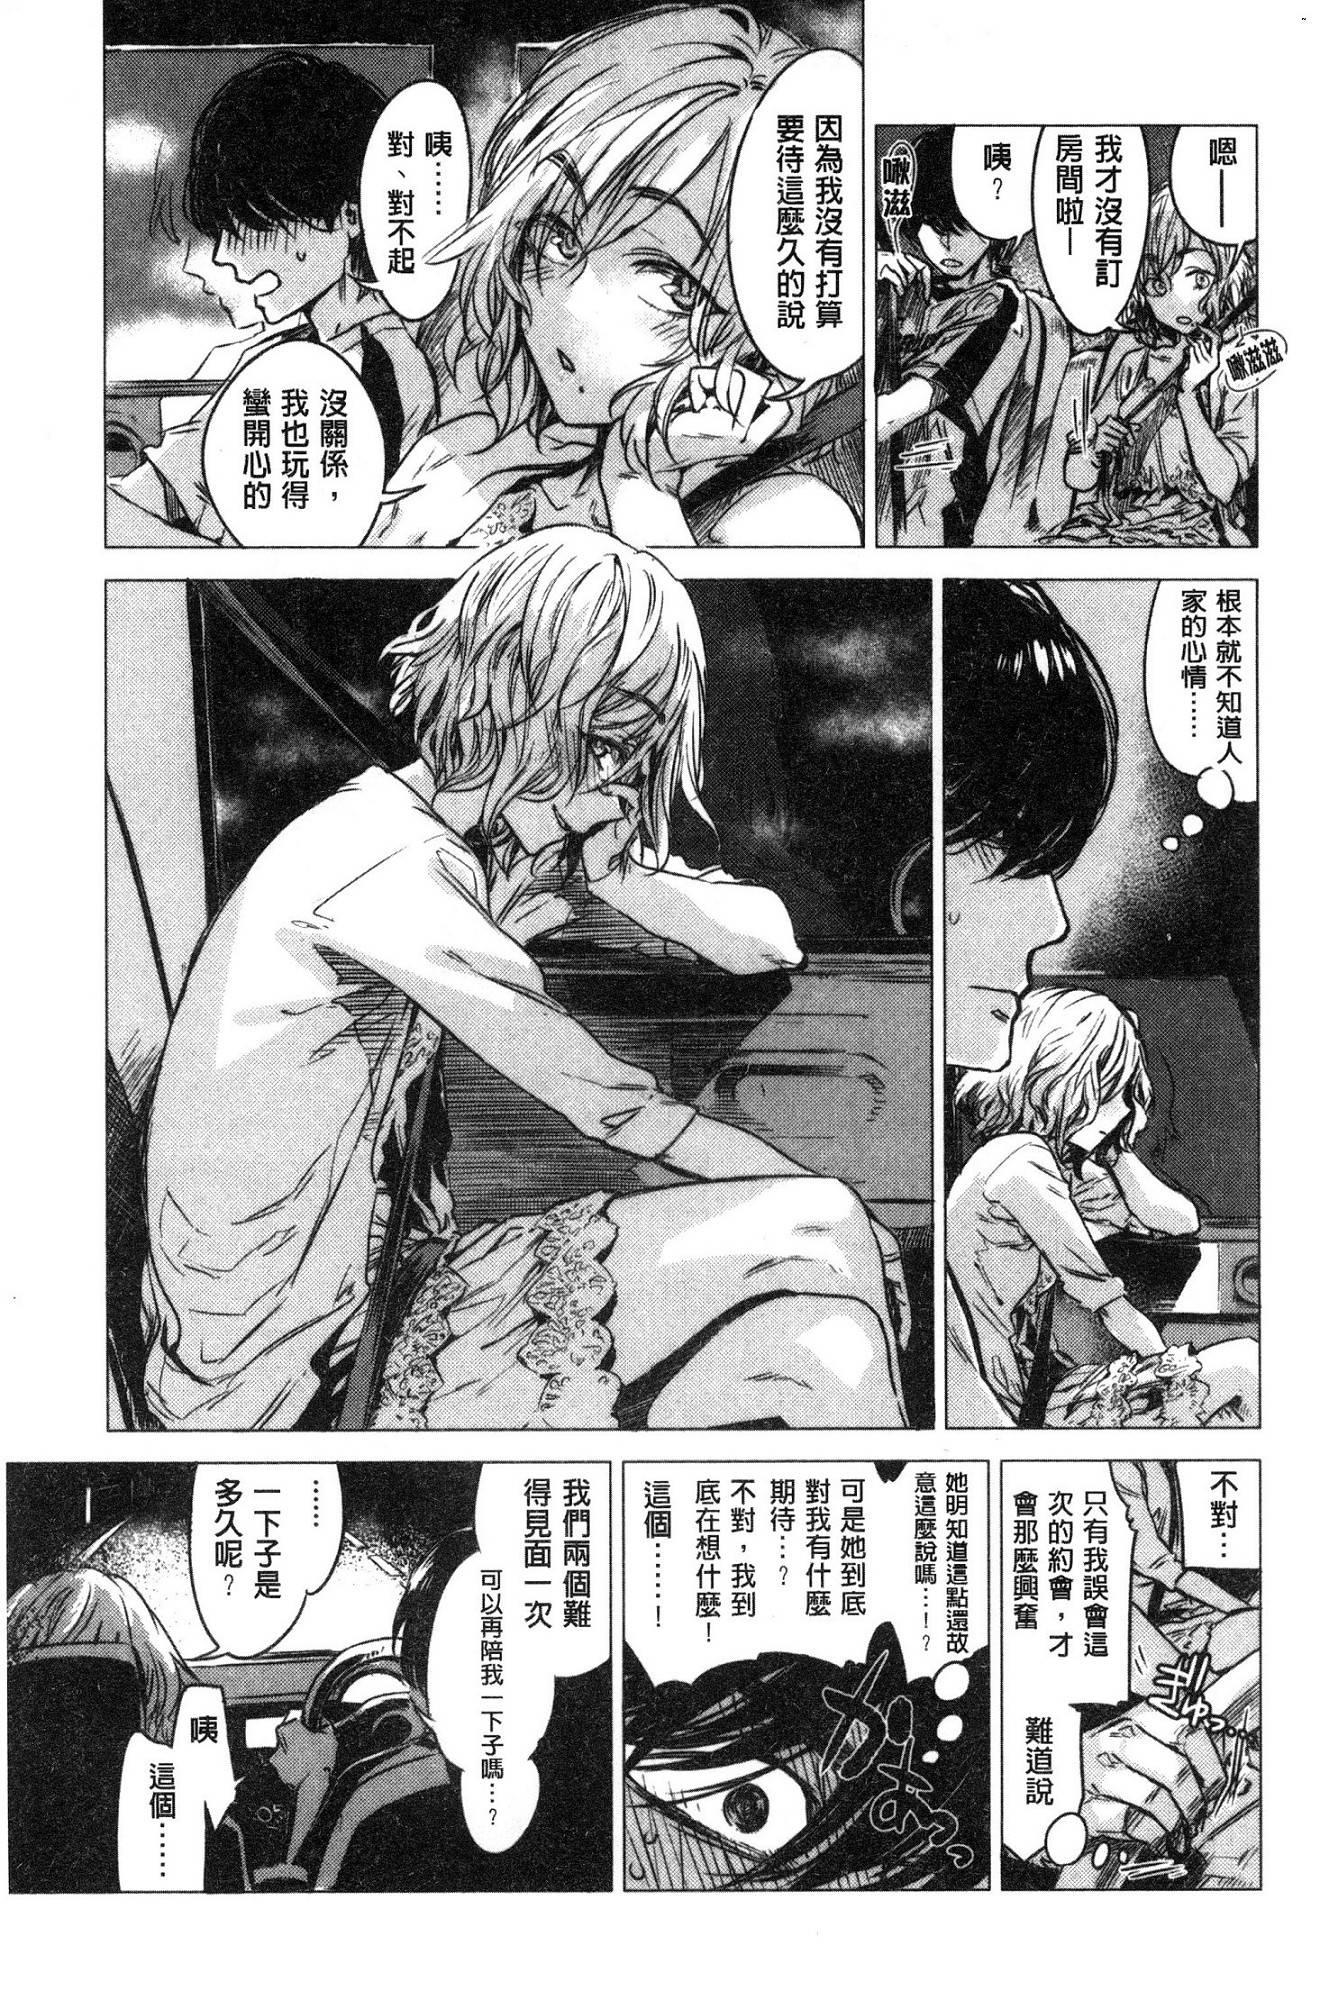 嗯—
我才沒有訂
房間啦—
啾滋滋
咦？
啾滋
因為我沒有打算
要待這麼久的說
咦……
對、對不起
沒關係，
我也玩得
蠻開心的
根本就不知道人
家的心情……
不對…
只有我誤會這
次的約會，才
會那麼興奮
ぎゅっ…
難道說
她明知道這點還故
意這麼說嗎…！？
可是她到底
對我有什麼
期待…？
不對，我到
底在想什麼！
這個……！
かぁぁっ…
我們兩個難
得見面一次
可以再陪我一下子嗎…？
……
一下子是
多久呢？
咦
這個……